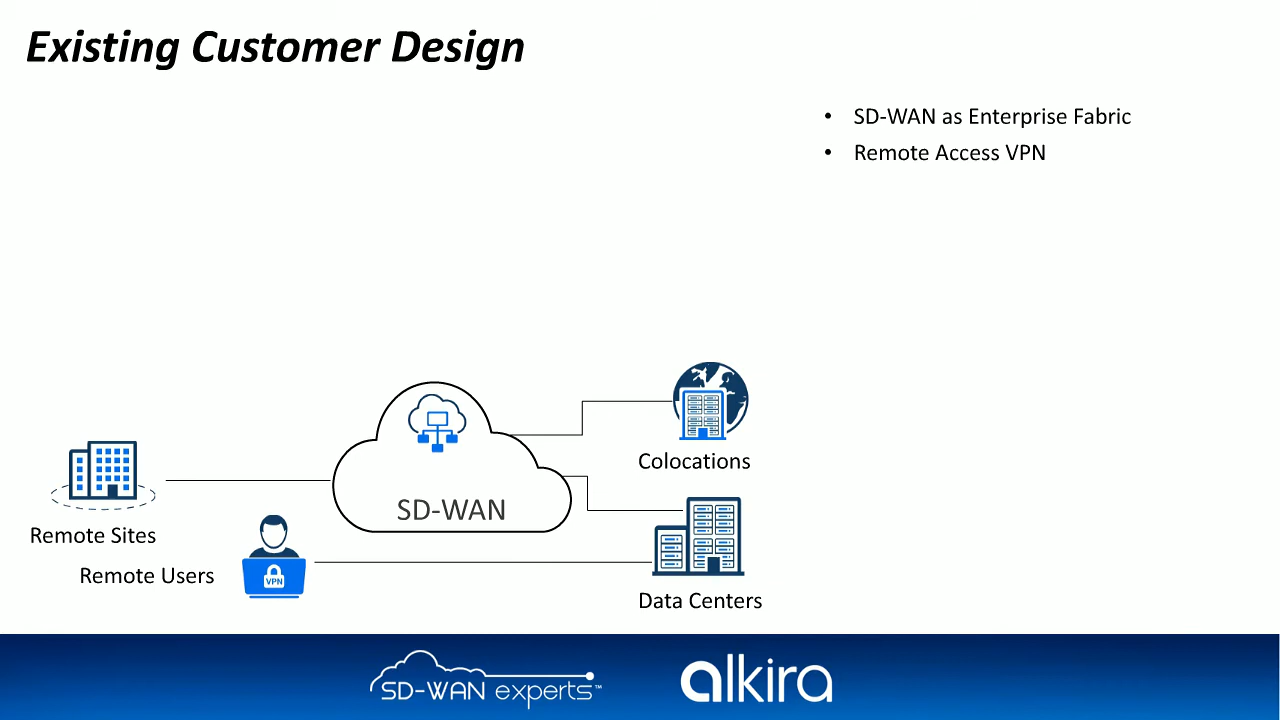 Existing Customer Design
• SD-WAN as Enterprise Fabric
• Remote Access VPN
Colocations
SD-WAN
Remote Sites
VPN
Remote Users
Data Centers
SD-WAN experts™
alkira